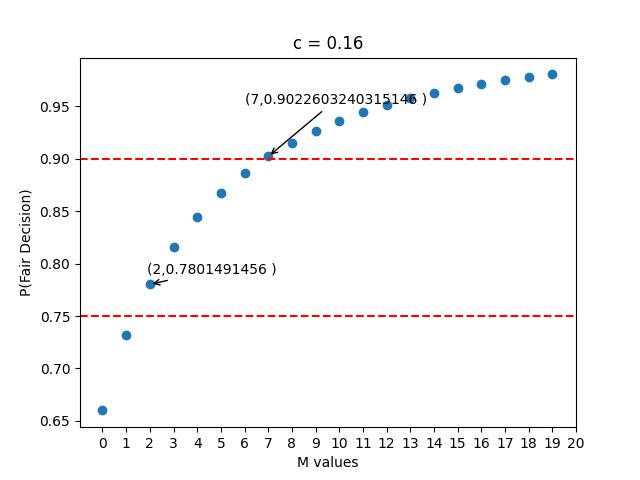 c = 0.16
(7,0.9022603240315146 )
(2,0.7801491456 )
P(Fair Decision)
0.95
0.90
0.85
0.80
0.75
0.70
0.65
0 1 2 3 4 5 6 7 8 9 10 11 12 13 14 15 16 17 18 19 20
M values